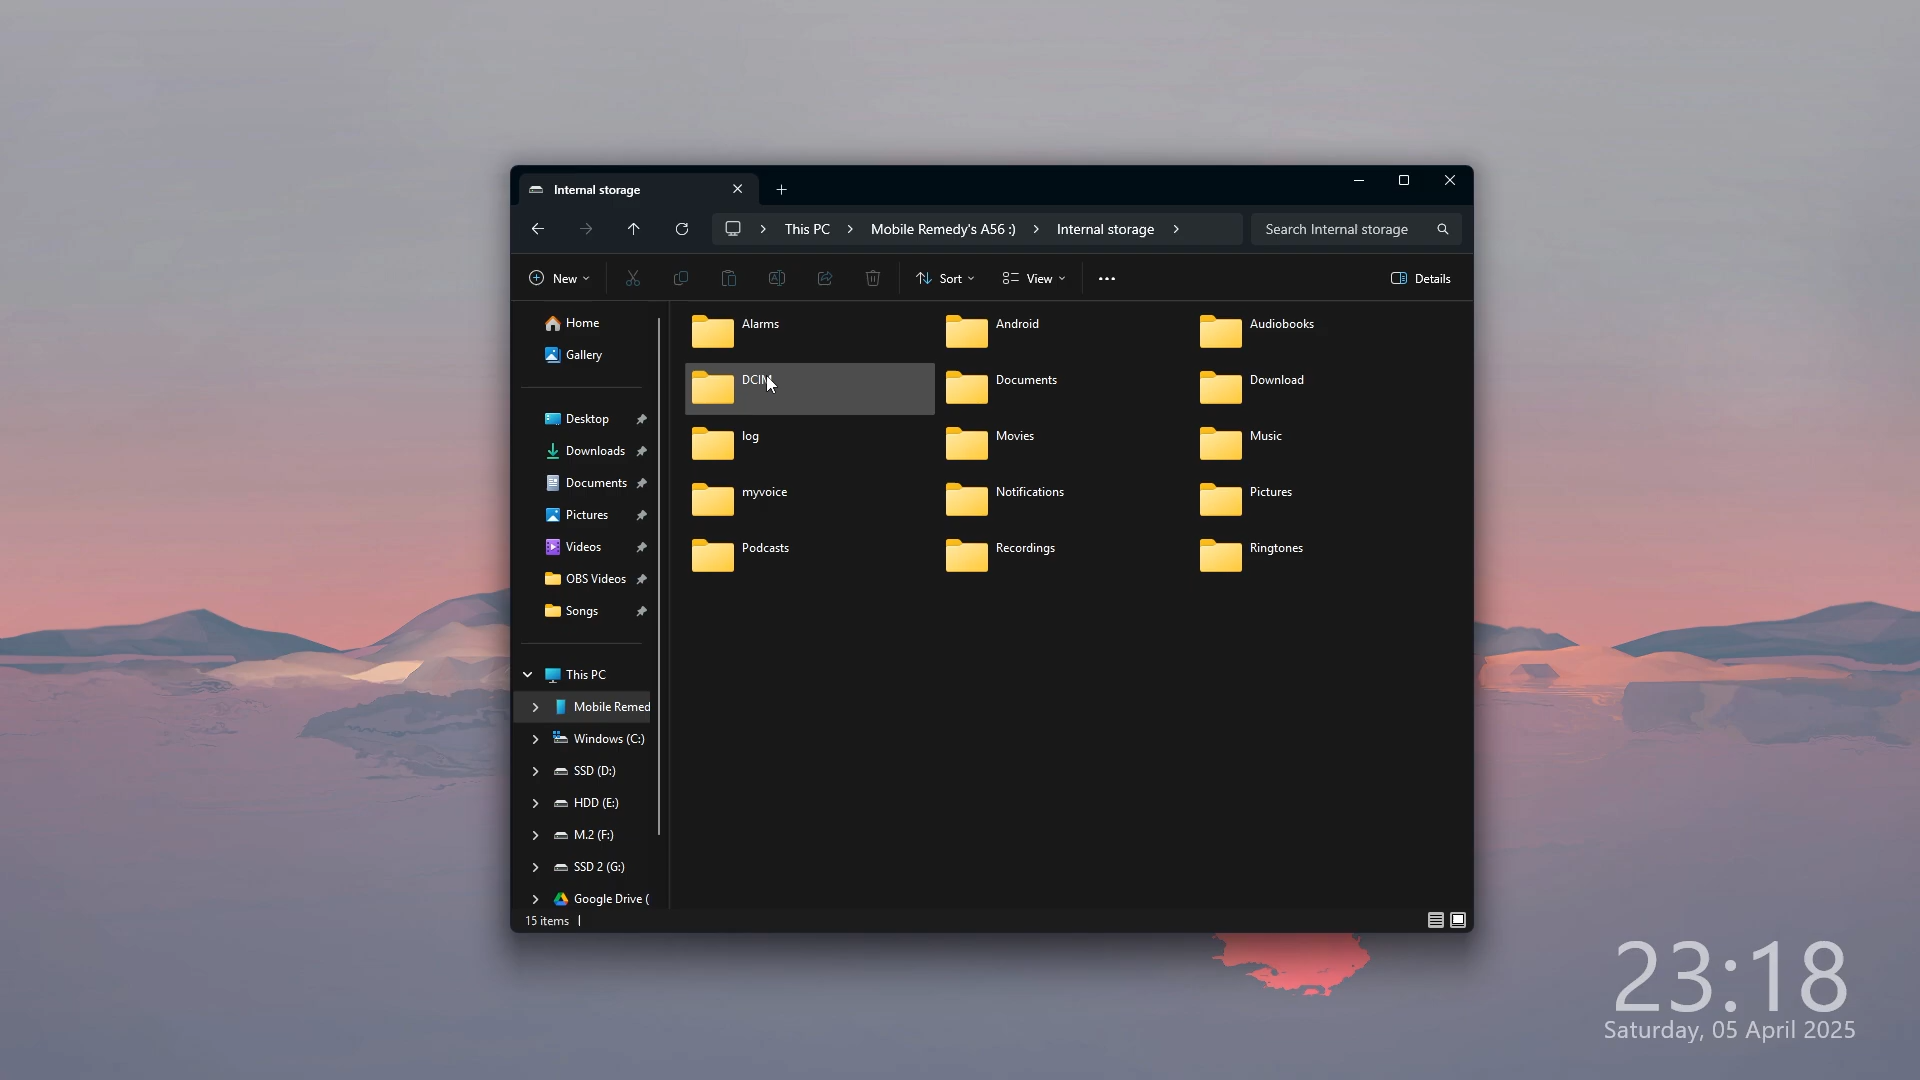 Internal storage
This PC
Mobile Remedy's A56 :)
Internal storage
Search Internal storage
New
Sort
View
Details
Home
Gallery
Desktop
Downloads
Documents
Pictures
Videos
OBS Videos
Songs
This PC
Mobile Remed
Windows (C:)
SSD (D:)
HDD (E:)
M.2 (F:)
SSD 2 (G:)
Google Drive (
Alarms
Android
Audiobooks
DCIM
Documents
Download
log
Movies
Music
myvoice
Notifications
Pictures
Podcasts
Recordings
Ringtones
15 items
23:18
Saturday, 05 April 2025